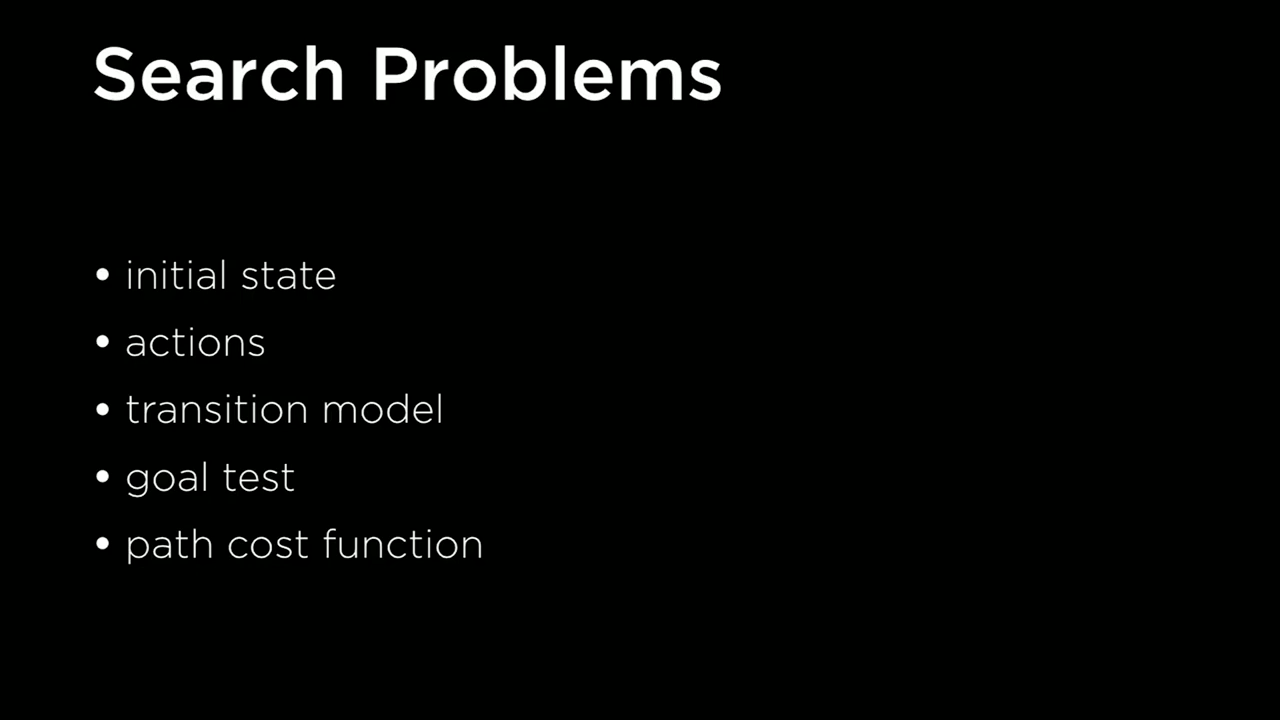 Search Problems
• initial state
• actions
• transition model
• goal test
• path cost function